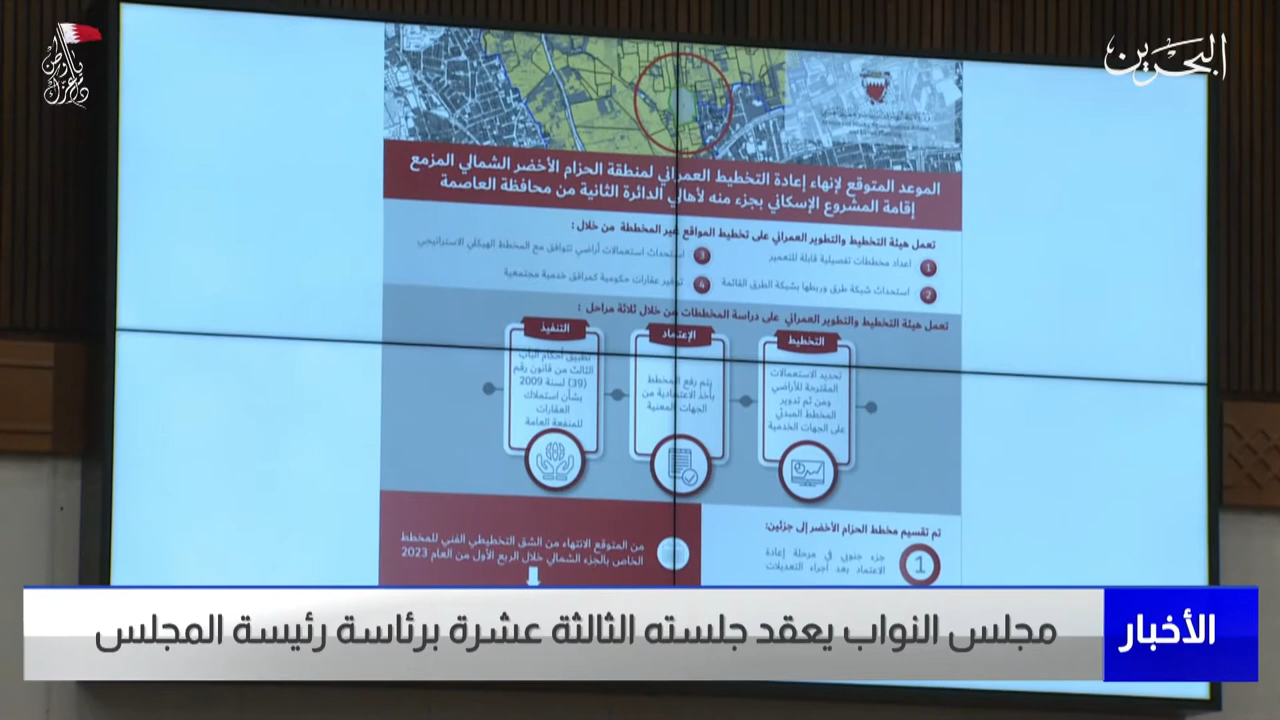 البحرين
الموعد المتوقع لإنهاء إعادة التخطيط العمراني لمنطقة الحزام الأخضر الشمالي المزمع
إقامة المشروع الإسكاني بجزء منه لأهالي الدائرة الثانية من محافظة العاصمة
تعمل هيئة التخطيط والتطوير العمراني على تخطيط المواقع غير المخططة من خلال :
1 اعداد مخططات تفصيلية قابلة للتعمير
3 استحداث استعمالات أراضي تتوافق مع المخطط الهيكلي الاستراتيجي
2 استحداث شبكة طرق وربطها بشبكة الطرق القائمة
4 توفير عقارات حكومية كمرافق خدمية مجتمعية
تعمل هيئة التخطيط والتطوير العمراني على دراسة المخططات من خلال ثلاثة مراحل :
التخطيط
تحديد الاستعمالات
المقترحة للأراضي
ومن ثم تدوير
المخطط المبدئي
على الجهات الخدمية
الإعتماد
يتم رفع المخطط
بأخذ الاعتمادية من
الجهات المعنية
التنفيذ
تطبيق أحكام الباب
الثالث من قانون رقم
(39) لسنة 2009
بشأن استملاك
العقارات
للمنفعة العامة
تم تقسيم مخطط الحزام الأخضر إلى جزئين:
1
جزء جنوبي في مرحلة إعادة
الاعتماد بعد اجراء التعديلات
من المتوقع الانتهاء من الشق التخطيطي الفني للمخطط
الخاص بالجزء الشمالي خلال الربع الأول من العام 2023
الأخبار
مجلس النواب يعقد جلسته الثالثة عشرة برئاسة رئيسة المجلس